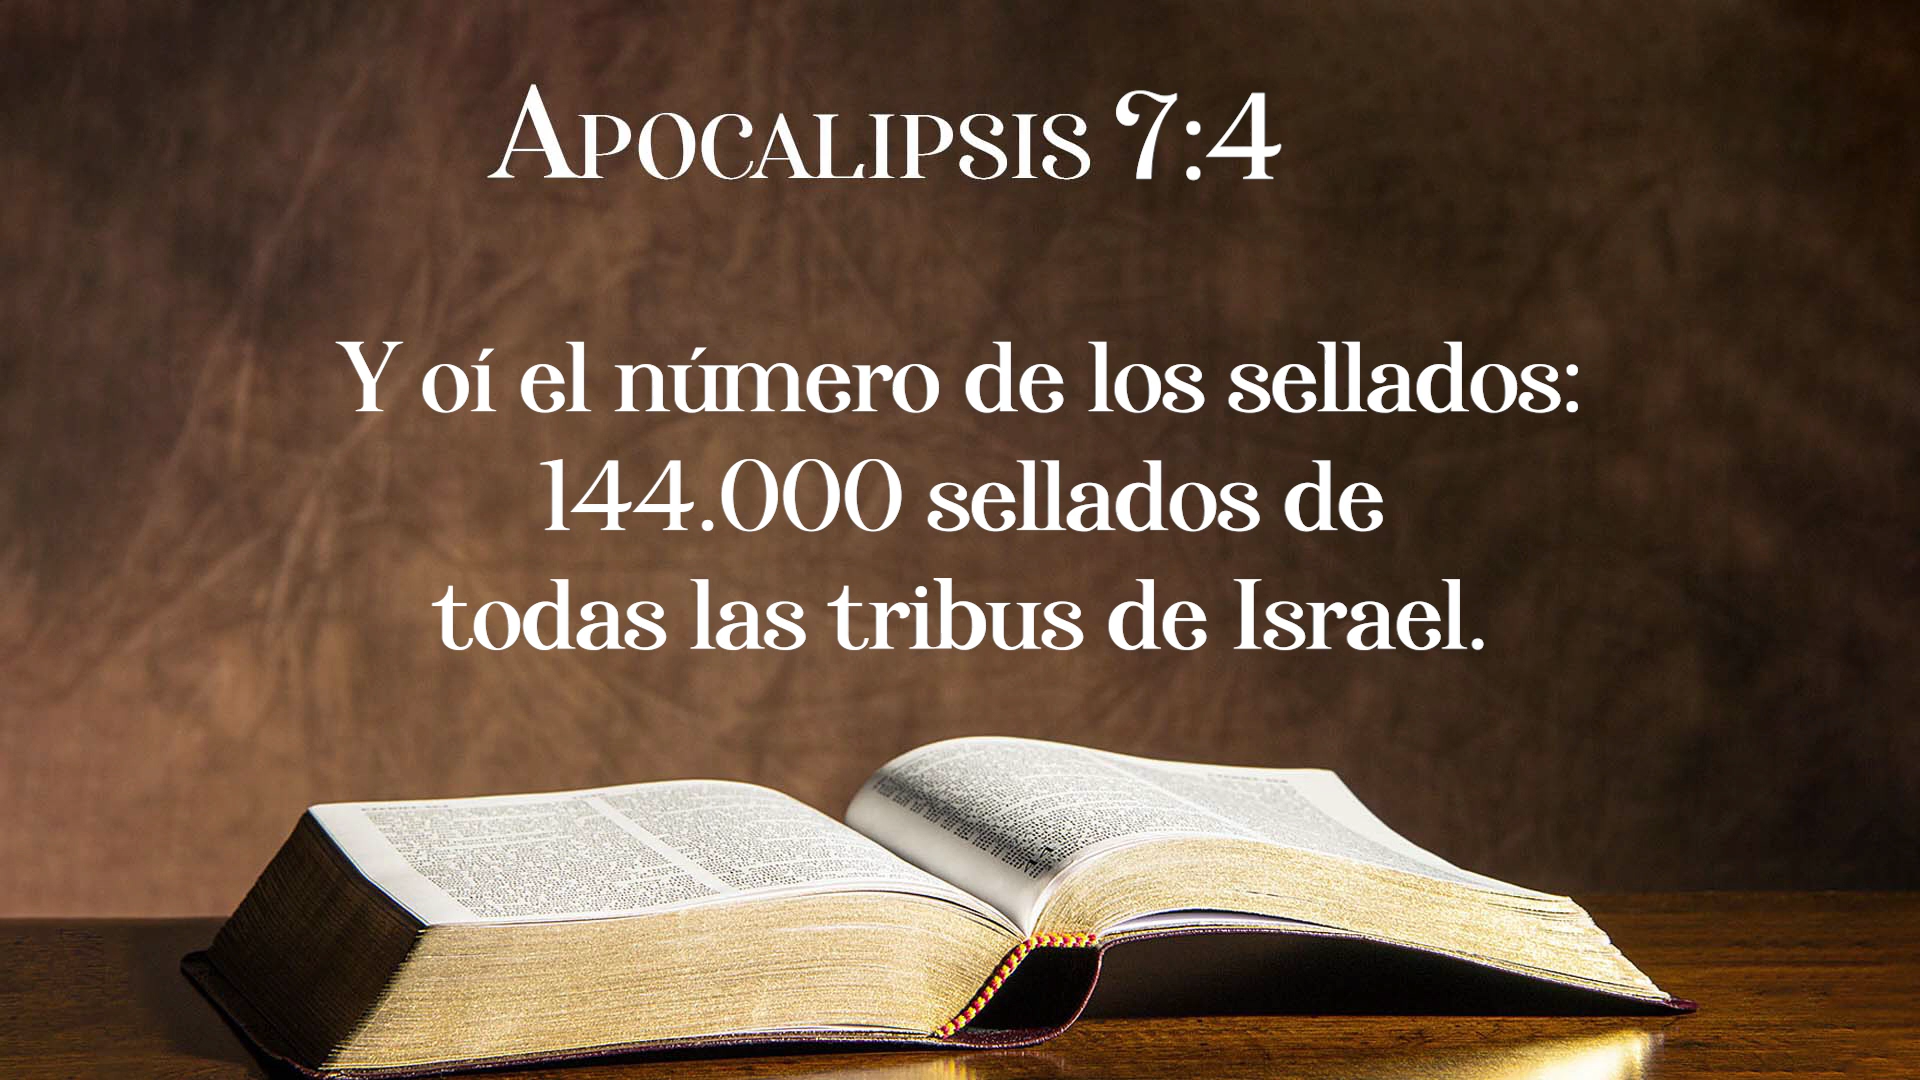 Apocalipsis 7:4
Y oí el número de los sellados:
144.000 sellados de
todas las tribus de Israel.